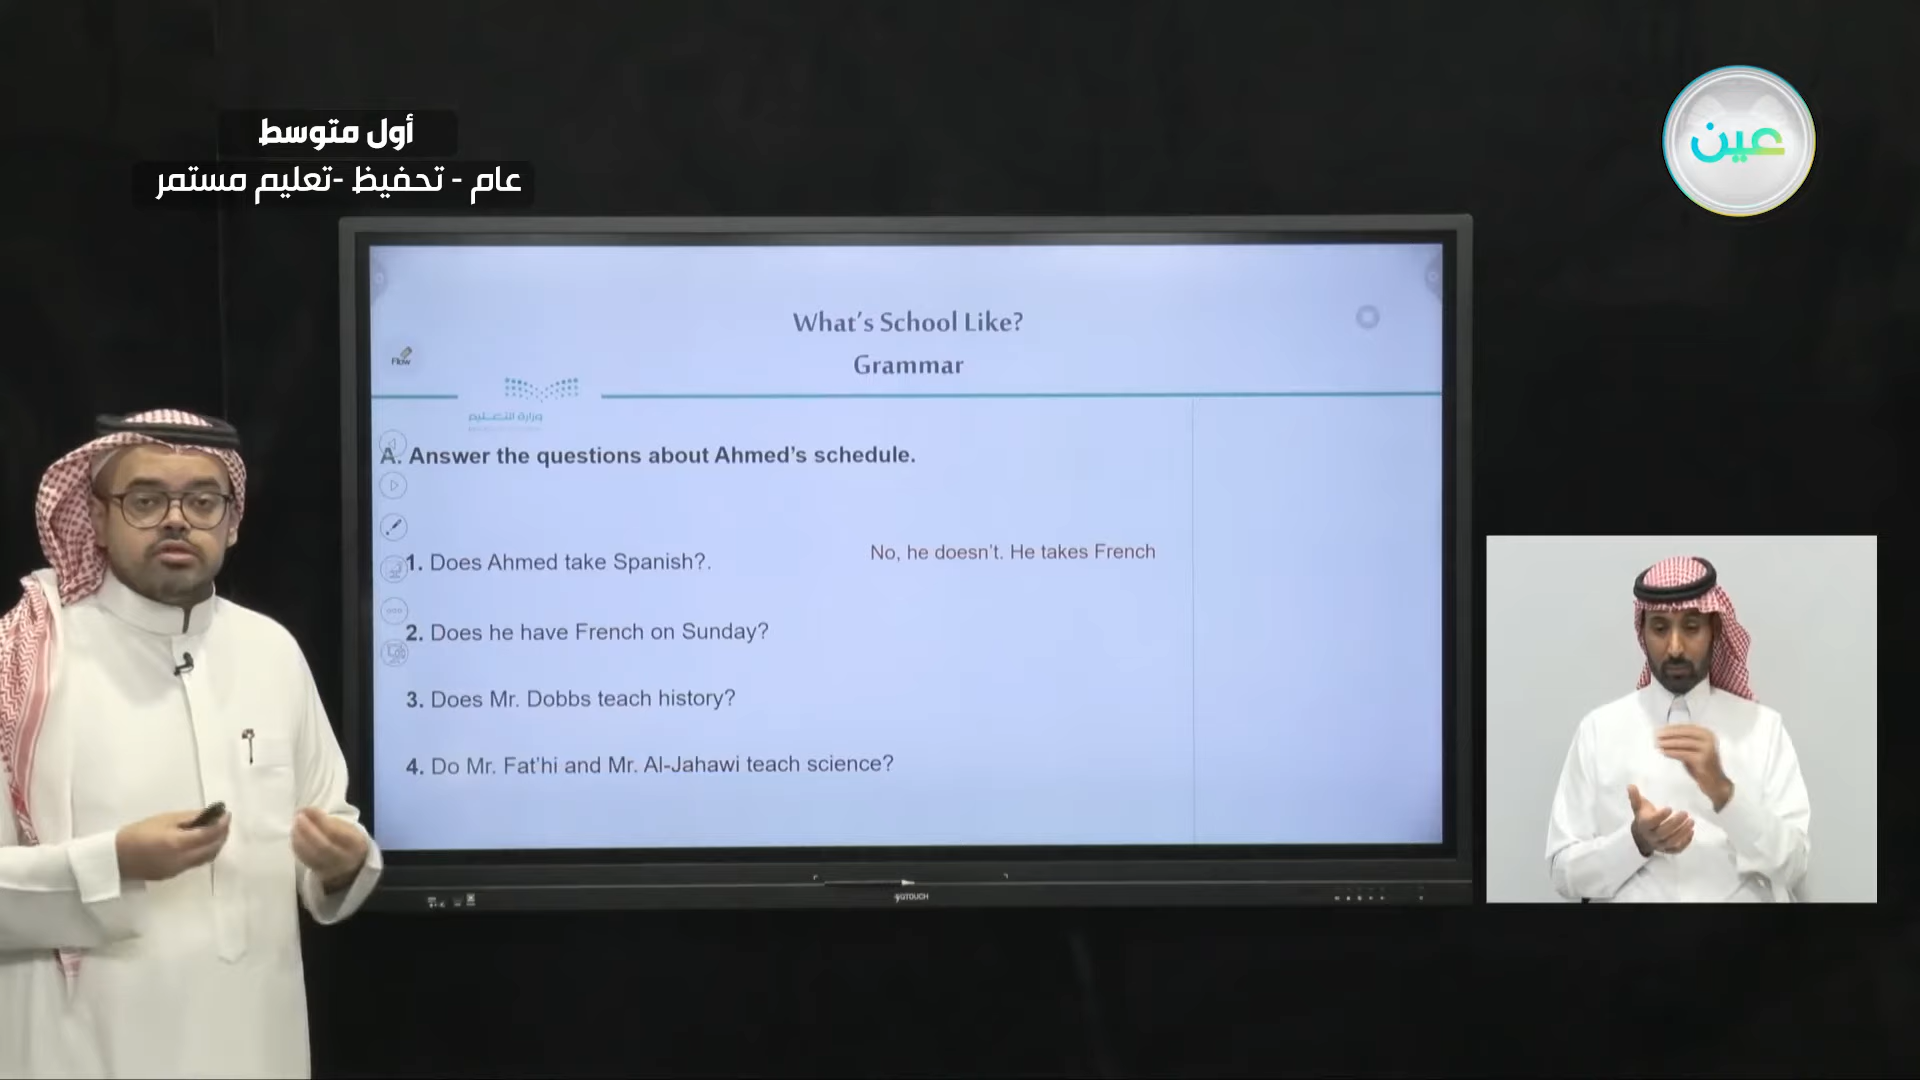 أول متوسط
عام - تحفيظ -تعليم مستمر
عين
What's School Like?
Grammar
Flow
وزارة التعليم
A. Answer the questions about Ahmed's schedule.
1. Does Ahmed take Spanish?.
No, he doesn't. He takes French
2. Does he have French on Sunday?
3. Does Mr. Dobbs teach history?
4. Do Mr. Fat'hi and Mr. Al-Jahawi teach science?